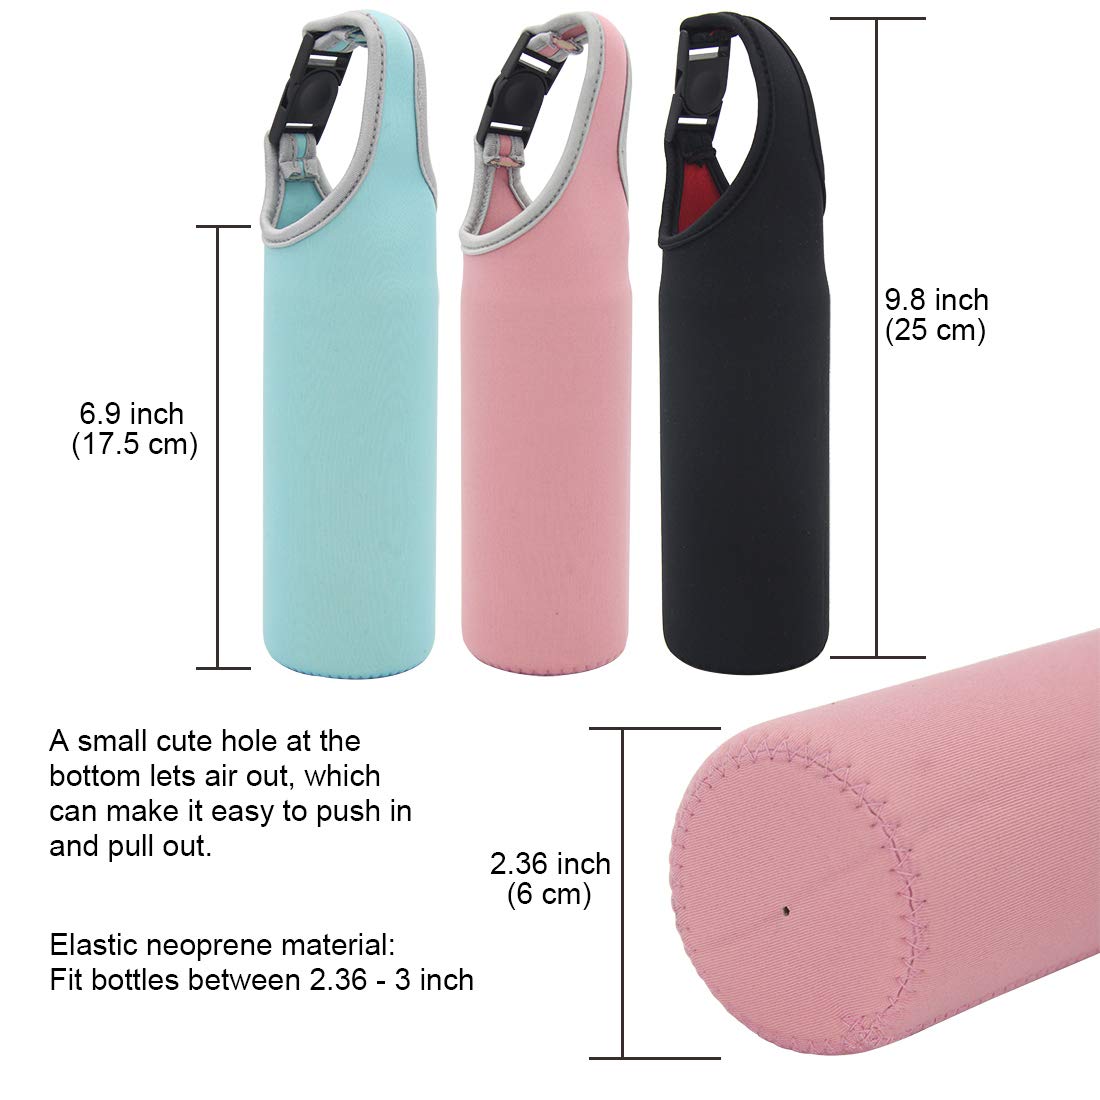 9.8 inch
(25 cm)
6.9 inch
(17.5 cm)
A small cute hole at the
bottom lets air out, which
can make it easy to push in
and pull out.
2.36 inch
(6 cm)
Elastic neoprene material:
Fit bottles between 2.36 - 3 inch